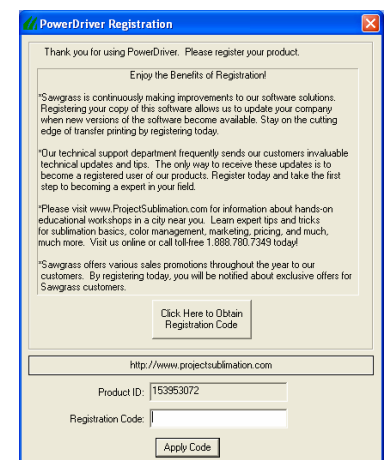 PowerDriver Registration
Thank you for using PowerDriver. Please register your product.
Enjoy the Benefits of Registration!
*Sawgrass is continuously making improvements to our software solutions.
Registering your copy of this software allows us to update your company
when new versions of the software become available. Stay on the cutting
edge of transfer printing by registering today.
*Our technical support department frequently sends our customers invaluable
technical updates and tips. The only way to receive these updates is to
become a registered user of our products. Register today and take the first
step to becoming a expert in your field.
*Please visit www.ProjectSublimation.com for information about hands-on
educational workshops in a city near you. Learn expert tips and tricks
for sublimation basics, color management, marketing, pricing, and much,
much more. Visit us online or call toll-free 1.888.780.7349 today!
*Sawgrass offers various sales promotions throughout the year to our
customers. By registering today, you will be notified about exclusive offers for
Sawgrass customers.
Click Here to Obtain
Registration Code
http://www.projectsublimation.com
Product ID: 153953072
Registration Code:
Apply Code